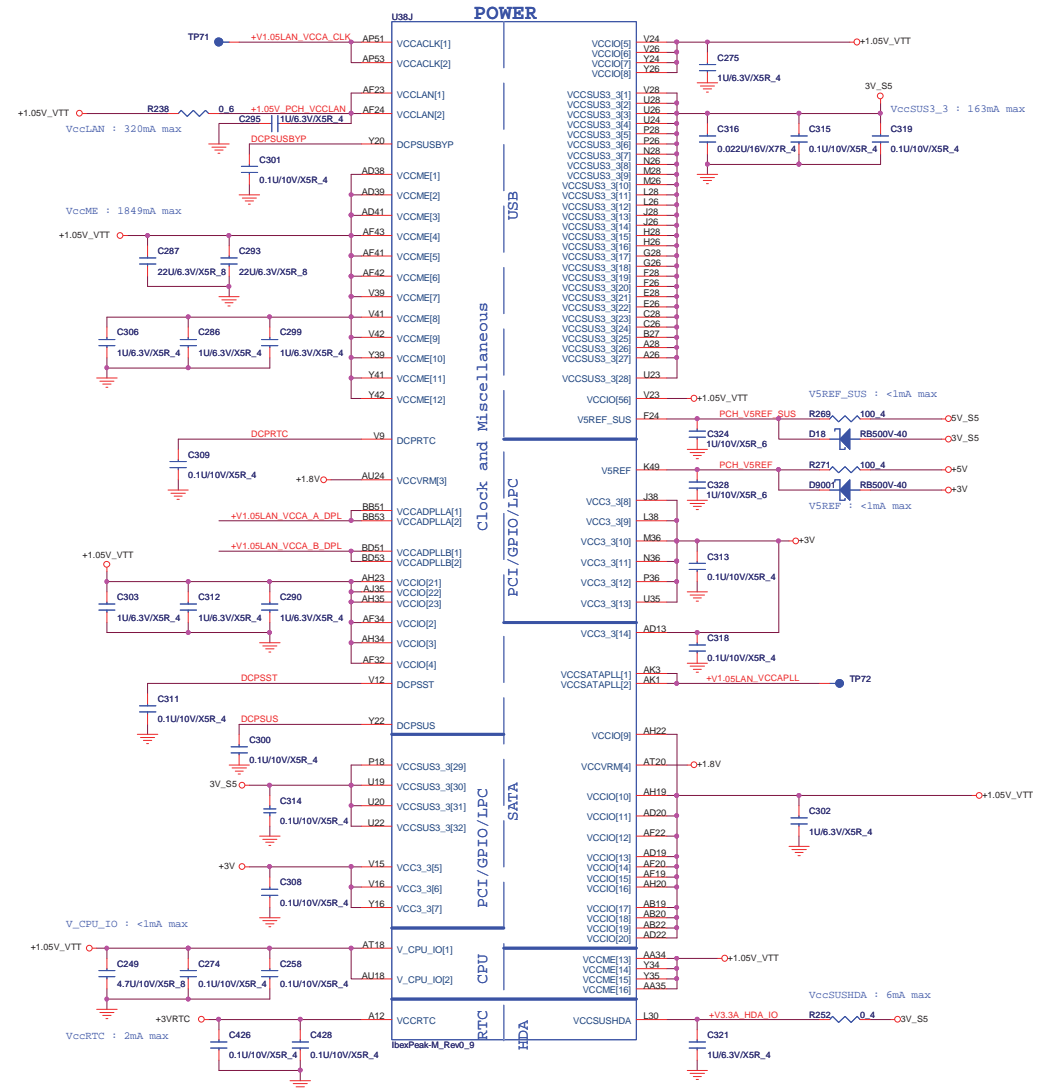 POWER
U38J
TP71
+V1.05LAN_VCCA_CLK
AP51 VCCACLK[1]
AP53 VCCACLK[2]
AF23 VCCLAN[1]
+1.05V_VTT
R238
0_6
+1.05V_PCH_VCCLAN
AF24 VCCLAN[2]
C295
1U/6.3V/X5R_4
VccLAN : 320mA max
DCPSUSBYP
Y20 DCPSUSBYP
C301
0.1U/10V/X5R_4
AD38 VCCME[1]
AD39 VCCME[2]
AD41 VCCME[3]
VccME : 1849mA max
+1.05V_VTT
AF43 VCCME[4]
AF41 VCCME[5]
C287
22U/6.3V/X5R_8
C293
22U/6.3V/X5R_8
AF42 VCCME[6]
V39 VCCME[7]
V41 VCCME[8]
V42 VCCME[9]
C306
1U/6.3V/X5R_4
C286
1U/6.3V/X5R_4
C299
1U/6.3V/X5R_4
Y39 VCCME[10]
Y41 VCCME[11]
Y42 VCCME[12]
DCPRTC
V9 DCPRTC
C309
0.1U/10V/X5R_4
+1.8V
AU24 VCCVRM[3]
+V1.05LAN_VCCA_A_DPL
BB51 VCCADPLLA[1]
BB53 VCCADPLLA[2]
+V1.05LAN_VCCA_B_DPL
BD51 VCCADPLLB[1]
BD53 VCCADPLLB[2]
+1.05V_VTT
AH23 VCCIO[21]
AJ35 VCCIO[22]
AH35 VCCIO[23]
C303
1U/6.3V/X5R_4
C312
1U/6.3V/X5R_4
C290
1U/6.3V/X5R_4
AF34 VCCIO[2]
AH34 VCCIO[3]
AF32 VCCIO[4]
DCPSST
V12 DCPSST
C311
0.1U/10V/X5R_4
DCPSUS
Y22 DCPSUS
C300
0.1U/10V/X5R_4
P18 VCCSUS3_3[29]
3V_S5
U19 VCCSUS3_3[30]
U20 VCCSUS3_3[31]
U22 VCCSUS3_3[32]
C314
0.1U/10V/X5R_4
+3V
V15 VCC3_3[5]
V16 VCC3_3[6]
Y16 VCC3_3[7]
C308
0.1U/10V/X5R_4
V_CPU_IO : <1mA max
+1.05V_VTT
AT18 V_CPU_IO[1]
AU18 V_CPU_IO[2]
C249
4.7U/10V/X5R_8
C274
0.1U/10V/X5R_4
C258
0.1U/10V/X5R_4
+3VRTC
A12 VCCRTC
VccRTC : 2mA max
C426
0.1U/10V/X5R_4
C428
0.1U/10V/X5R_4
IbexPeak-M_Rev0_9
Clock and Miscellaneous
USB
PCI/GPIO/LPC
SATA
PCI/GPIO/LPC
CPU
RTC
HDA
VCCIO[5] V24
VCCIO[6] V26
VCCIO[7] Y24
VCCIO[8] Y26
+1.05V_VTT
C275
1U/6.3V/X5R_4
3V_S5
VccSUS3_3 : 163mA max
C316
0.022U/16V/X7R_4
C315
0.1U/10V/X5R_4
C319
0.1U/10V/X5R_4
VCCSUS3_3[1] V28
VCCSUS3_3[2] U28
VCCSUS3_3[3] U26
VCCSUS3_3[4] U24
VCCSUS3_3[5] P28
VCCSUS3_3[6] P26
VCCSUS3_3[7] N28
VCCSUS3_3[8] N26
VCCSUS3_3[9] M28
VCCSUS3_3[10] M26
VCCSUS3_3[11] L28
VCCSUS3_3[12] L26
VCCSUS3_3[13] J28
VCCSUS3_3[14] J26
VCCSUS3_3[15] H28
VCCSUS3_3[16] H26
VCCSUS3_3[17] G28
VCCSUS3_3[18] G26
VCCSUS3_3[19] F28
VCCSUS3_3[20] F26
VCCSUS3_3[21] E28
VCCSUS3_3[22] E26
VCCSUS3_3[23] C28
VCCSUS3_3[24] C26
VCCSUS3_3[25] B27
VCCSUS3_3[26] A28
VCCSUS3_3[27] A26
VCCSUS3_3[28] U23
VCCIO[56] V23
+1.05V_VTT
V5REF_SUS : <1mA max
V5REF_SUS F24
PCH_V5REF_SUS
R269
100_4
5V_S5
C324
1U/10V/X5R_6
D18
RB500V-40
3V_S5
V5REF K49
PCH_V5REF
R271
100_4
+5V
C328
1U/10V/X5R_6
D9001
RB500V-40
+3V
V5REF : <1mA max
VCC3_3[8] J38
VCC3_3[9] L38
VCC3_3[10] M36
+3V
VCC3_3[11] N36
VCC3_3[12] P36
VCC3_3[13] U35
C313
0.1U/10V/X5R_4
VCC3_3[14] AD13
C318
0.1U/10V/X5R_4
VCCSATAPLL[1] AK3
VCCSATAPLL[2] AK1
+V1.05LAN_VCCAPLL
TP72
VCCIO[9] AH22
VCCVRM[4] AT20
+1.8V
VCCIO[10] AH19
+1.05V_VTT
C302
1U/6.3V/X5R_4
VCCIO[11] AD20
VCCIO[12] AF22
VCCIO[13] AD19
VCCIO[14] AF20
VCCIO[15] AF19
VCCIO[16] AH20
VCCIO[17] AB19
VCCIO[18] AB20
VCCIO[19] AB22
VCCIO[20] AD22
VCCME[13] AA34
VCCME[14] Y34
VCCME[15] Y35
VCCME[16] AA35
+1.05V_VTT
VccSUSHDA : 6mA max
VCCSUSHDA L30
+V3.3A_HDA_IO
R252
0_4
3V_S5
C321
1U/6.3V/X5R_4